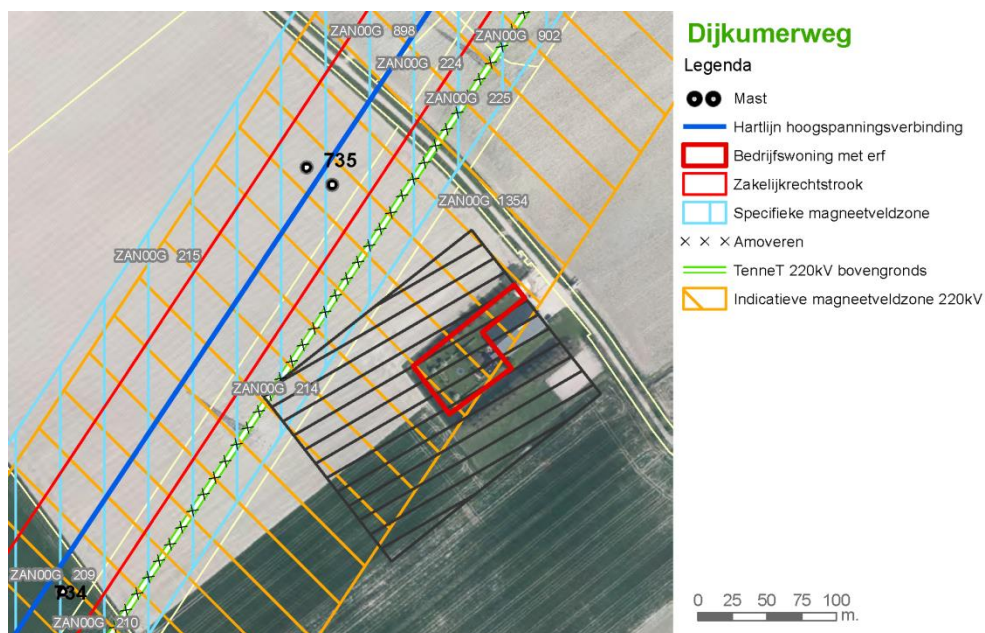 ZAN00G 898
ZAN00G 902
ZAN00G 224
ZAN00G 225
735
ZAN00G 1354
ZAN00G 215
ZAN00G 214
ZAN00G 209
734
ZAN00G 210
Dijkumerweg
Legenda
Mast
Hartlijn hoogspanningsverbinding
Bedrijfswoning met erf
Zakelijkrechtstrook
Specifieke magneetveldzone
Amoveren
TenneT 220kV bovengronds
Indicatieve magneetveldzone 220kV
0 25 50 75 100
m.